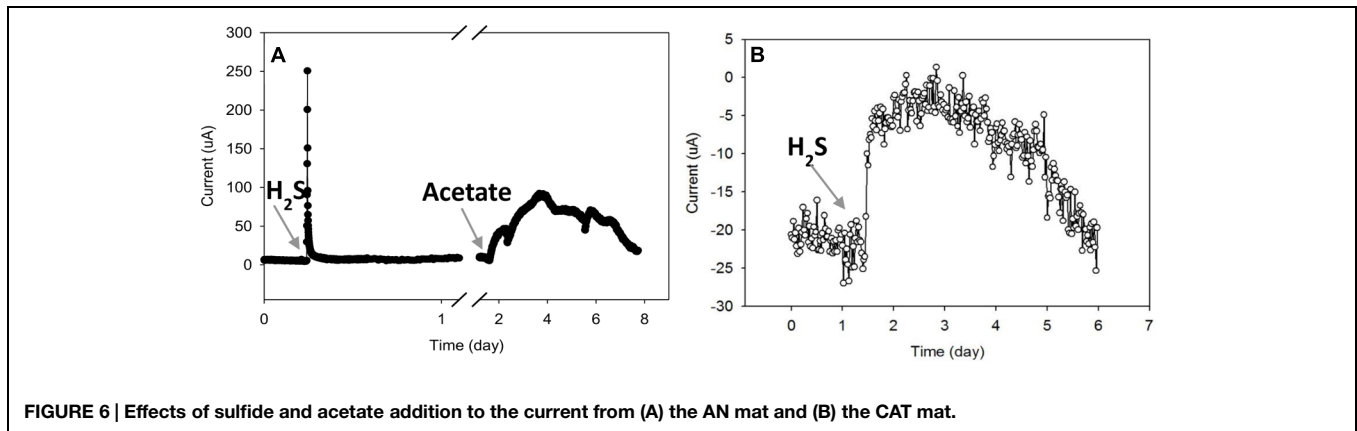 A
300
250
200
150
100
50
0
Current (uA)
H2S
Acetate
0
1
2
4
6
8
Time (day)
B
5
0
-5
-10
-15
-20
-25
-30
Current (uA)
H2S
0
1
2
3
4
5
6
7
Time (day)
FIGURE 6 | Effects of sulfide and acetate addition to the current from (A) the AN mat and (B) the CAT mat.